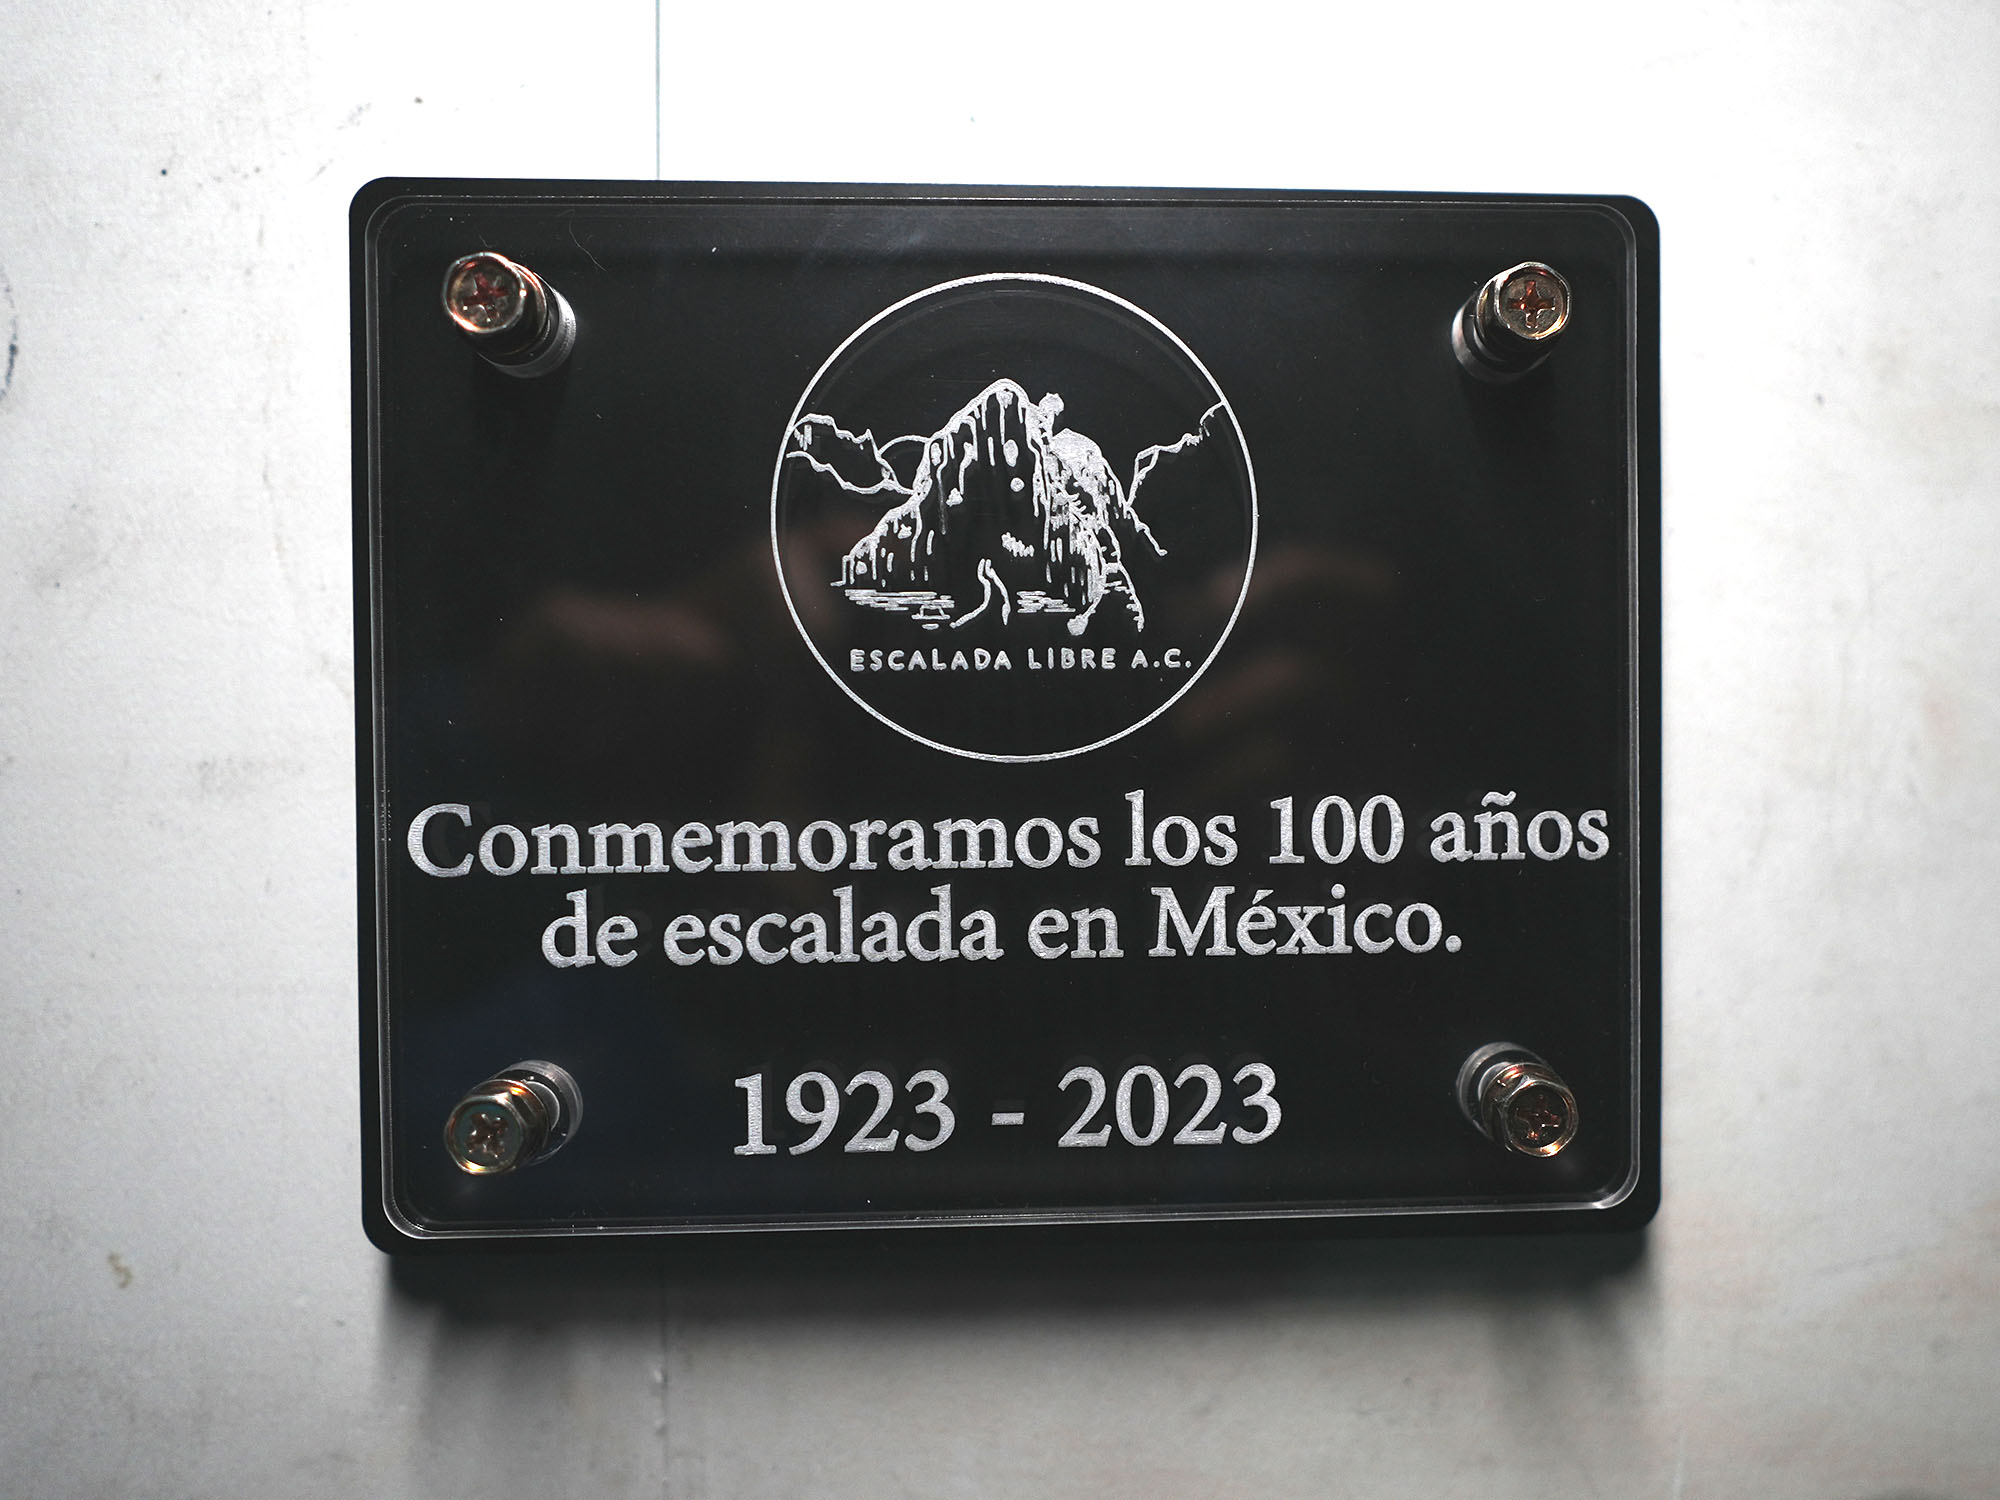 ESCALADA LIBRE A.C.
Conmemoramos los 100 años
de escalada en México.
1923 - 2023